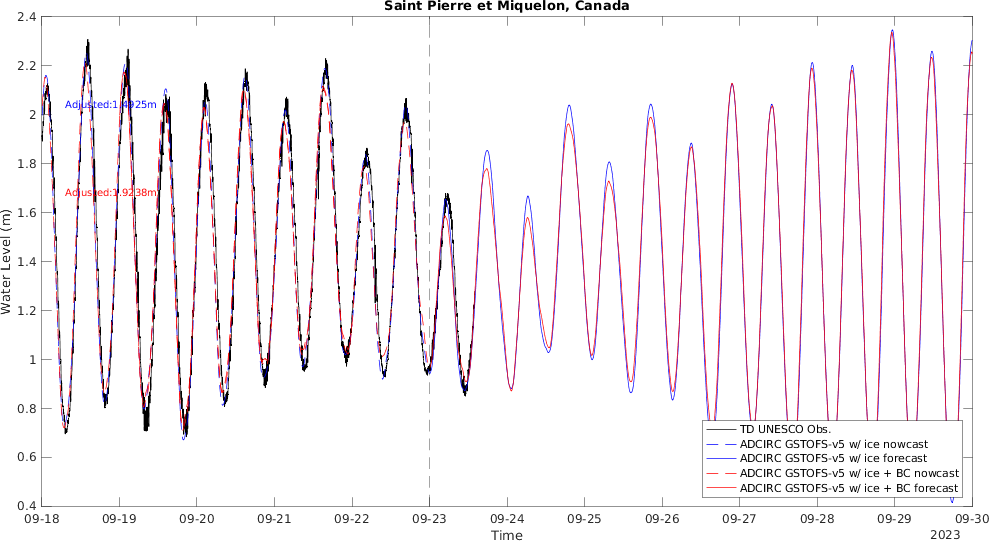 Saint Pierre et Miquelon, Canada
2.4
2.2
2
1.8
1.6
1.4
1.2
1
0.8
0.6
0.4
Water Level (m)
Adjusted:1.4925m
Adjusted:1.9238m
TD UNESCO Obs.
ADCIRC GSTOFS-v5 w/ ice nowcast
ADCIRC GSTOFS-v5 w/ ice forecast
ADCIRC GSTOFS-v5 w/ ice + BC nowcast
ADCIRC GSTOFS-v5 w/ ice + BC forecast
09-18 09-19 09-20 09-21 09-22 09-23 09-24 09-25 09-26 09-27 09-28 09-29 09-30
Time
2023